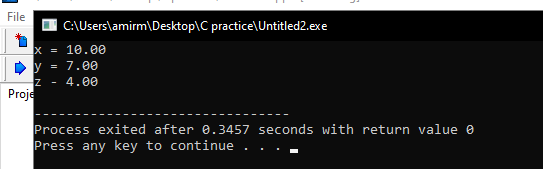 C:\Users\amirm\Desktop\C practice\Untitled2.exe
File
x = 10.00
y = 7.00
z - 4.00
Proje
--------------------------------
Process exited after 0.3457 seconds with return value 0
Press any key to continue . . .